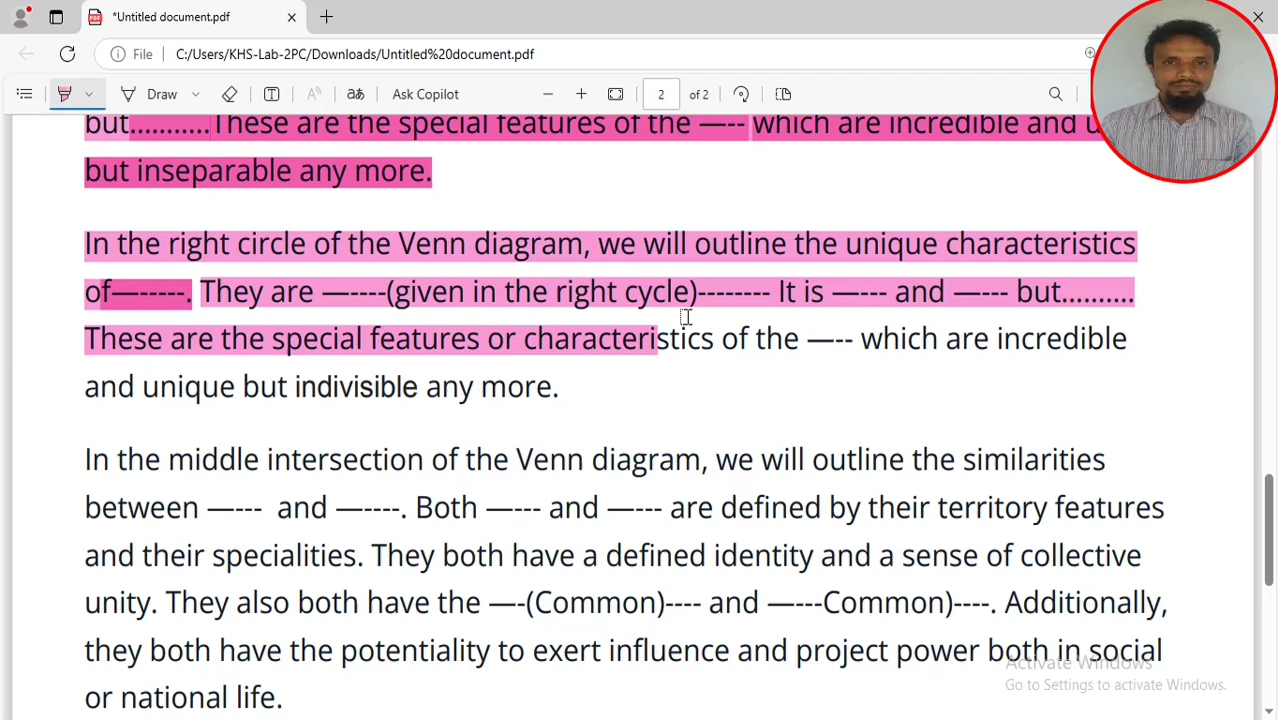 *Untitled document.pdf
File C:/Users/KHS-Lab-2PC/Downloads/Untitled%20document.pdf
Draw Ask Copilot 2 of 2
but...........These are the special features of the —-- which are incredible and u
but inseparable any more.
In the right circle of the Venn diagram, we will outline the unique characteristics
of—-----. They are —----(given in the right cycle)-------- It is —--- and —--- but..........
These are the special features or characteristics of the —-- which are incredible
and unique but indivisible any more.
In the middle intersection of the Venn diagram, we will outline the similarities
between —--- and —----. Both —--- and —--- are defined by their territory features
and their specialities. They both have a defined identity and a sense of collective
unity. They also both have the —-(Common)---- and —---Common)----. Additionally,
they both have the potentiality to exert influence and project power both in social
or national life.
Activate Windows
Go to Settings to activate Windows.